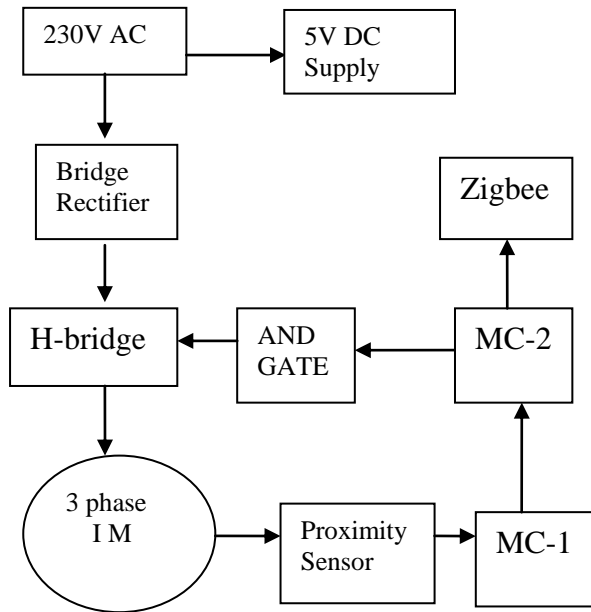 230V AC
5V DC
Supply
Bridge
Rectifier
Zigbee
H-bridge
AND
GATE
MC-2
3 phase
I M
Proximity
Sensor
MC-1